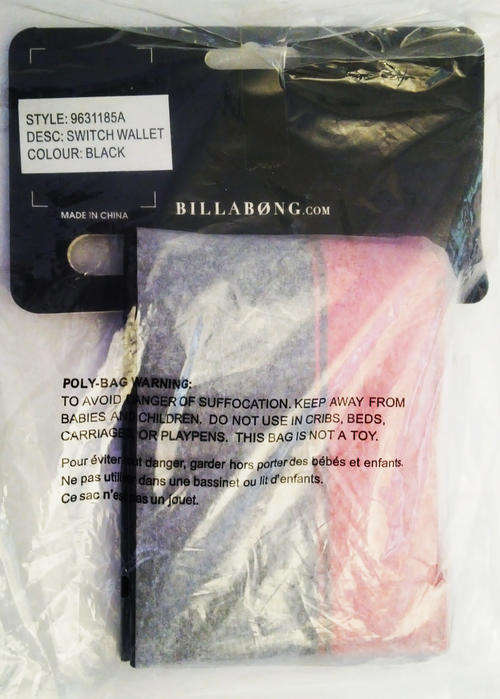 STYLE: 9631185A
DESC: SWITCH WALLET
COLOUR: BLACK
MADE IN CHINA
BILLABØNG.COM
POLY-BAG WARNING:
TO AVOID DANGER OF SUFFOCATION. KEEP AWAY FROM
BABIES AND CHILDREN. DO NOT USE IN CRIBS, BEDS,
CARRIAGES OR PLAYPENS. THIS BAG IS NOT A TOY.
Pour éviter tout danger, garder hors porter des bébés et enfants.
Ne pas utiliser dans une bassinet ou lit d'enfants.
Ce sac n'est pas un jouet.